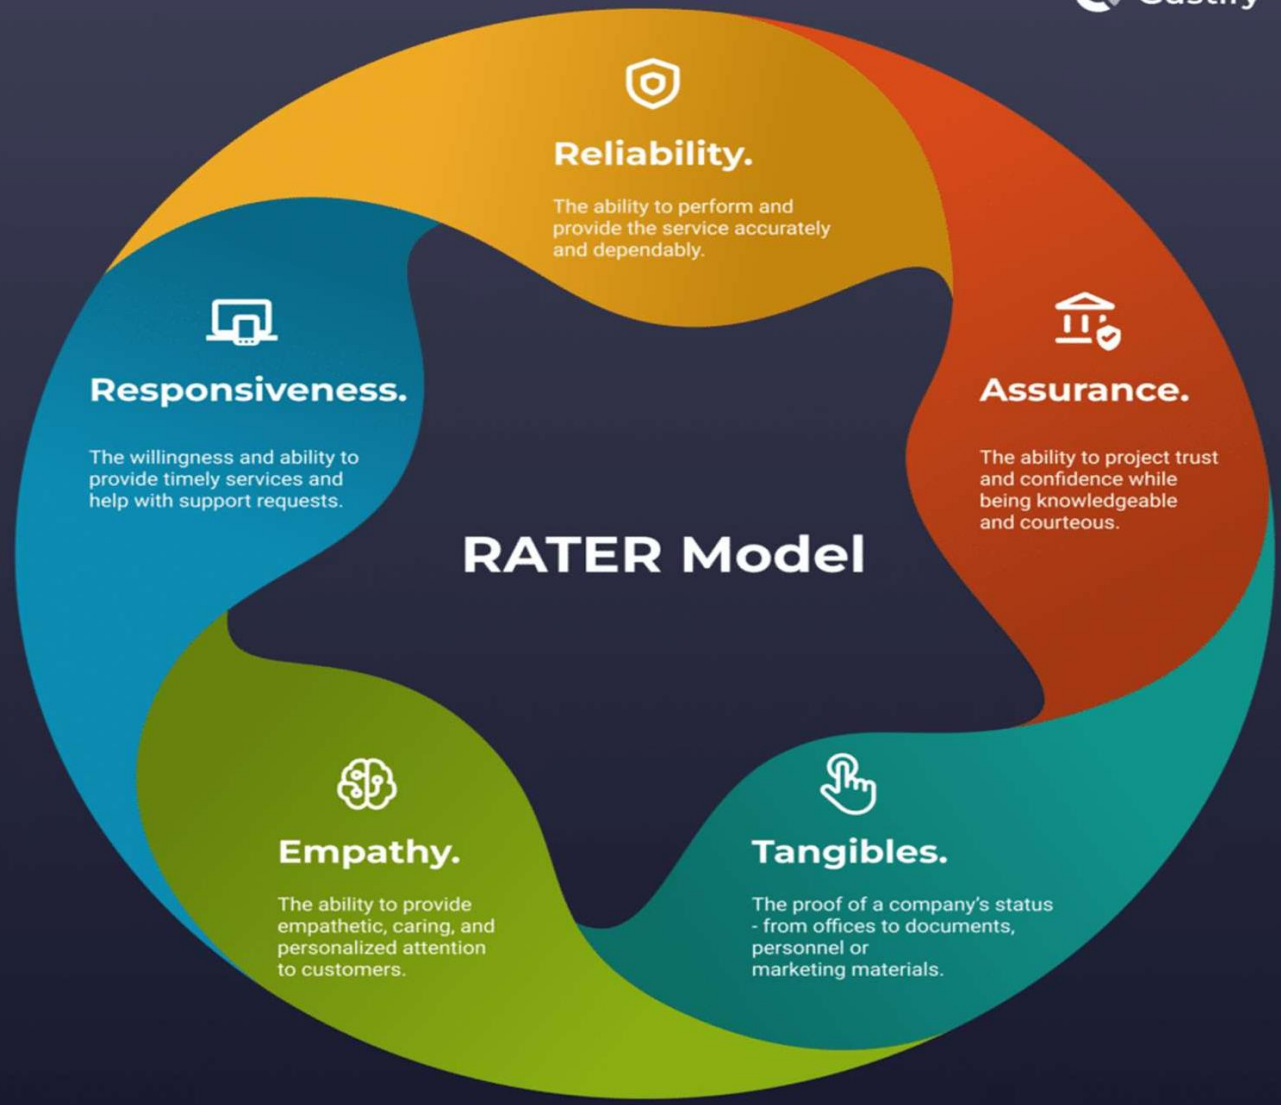 Reliability.
The ability to perform and
provide the service accurately
and dependably.
Assurance.
The ability to project trust
and confidence while
being knowledgeable
and courteous.
Tangibles.
The proof of a company's status
- from offices to documents,
personnel or
marketing materials.
Empathy.
The ability to provide
empathetic, caring, and
personalized attention
to customers.
Responsiveness.
The willingness and ability to
provide timely services and
help with support requests.
RATER Model